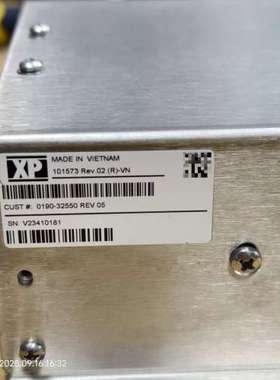 XP
MADE IN VIETNAM
101573 Rev.02 (R)-VN
CUST #: 0190-32550 REV 05
SN V23410181
2025.09.16 16:32